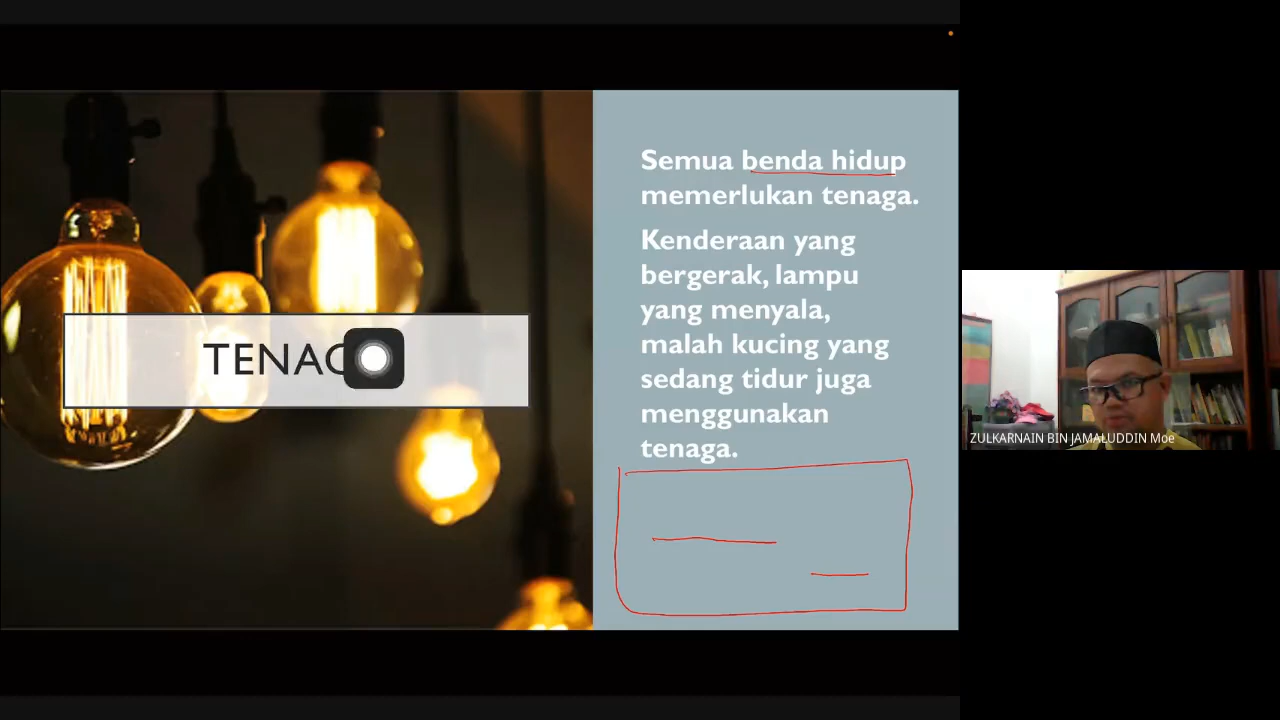 TENAG
Semua benda hidup
memerlukan tenaga.
Kenderaan yang
bergerak, lampu
yang menyala,
malah kucing yang
sedang tidur juga
menggunakan
tenaga.
ZULKARNAIN BIN JAMALUDDIN Moe